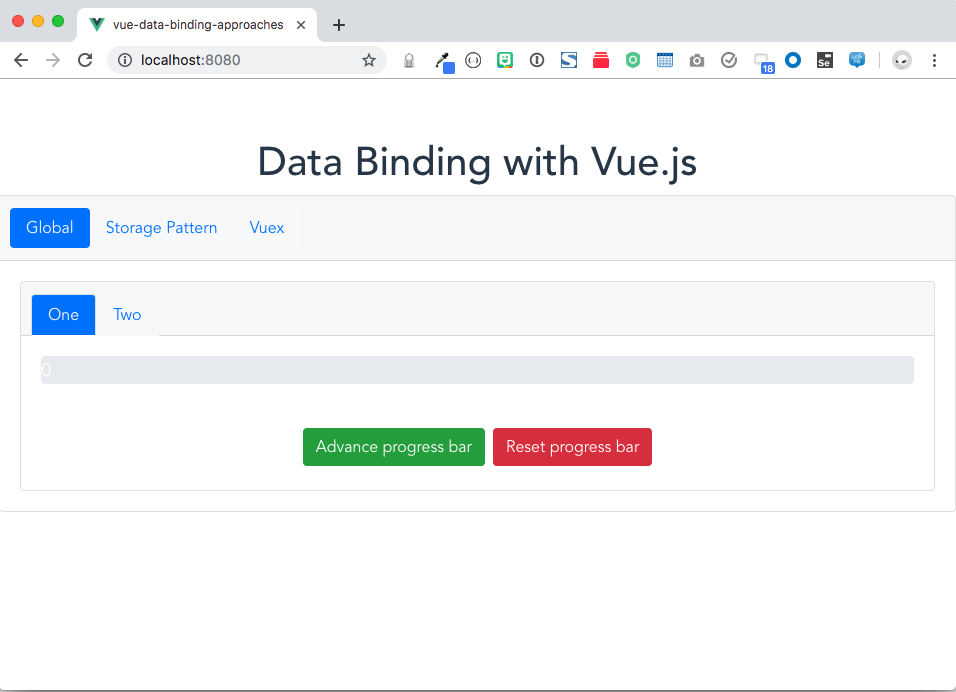 vue-data-binding-approaches
localhost:8080
18
Se
Data Binding with Vue.js
Global Storage Pattern Vuex
One Two
0
Advance progress bar Reset progress bar